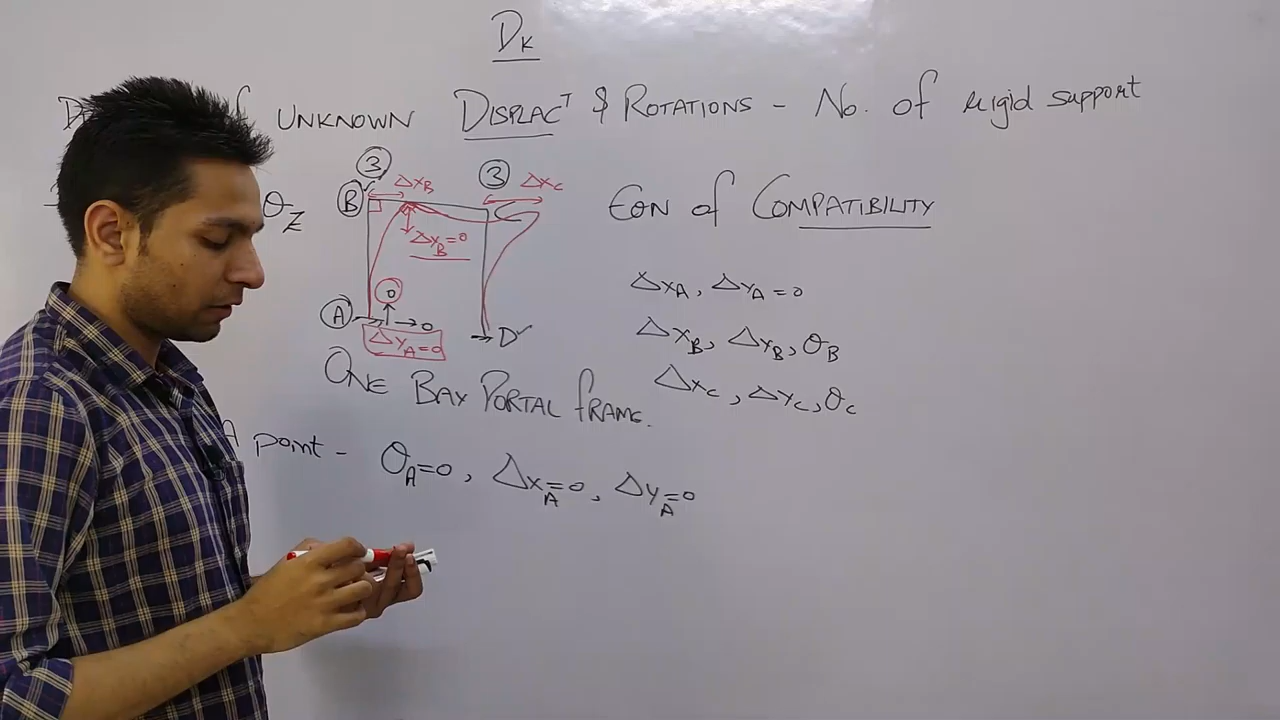 Dk
UNKNOWN DISPLACᵀ & ROTATIONS - No. of rigid support
θz
3 3
B ΔXB ΔXC C
ΔYB=0
EQN of COMPATIBILITY
ΔXA, ΔYA=0
ΔXB, ΔYB, θB
ΔXC, ΔYC, θC
0
A 0 D
ΔYA=0
ONE BAY PORTAL FRAME.
A point - θA=0, ΔXA=0, ΔYA=0